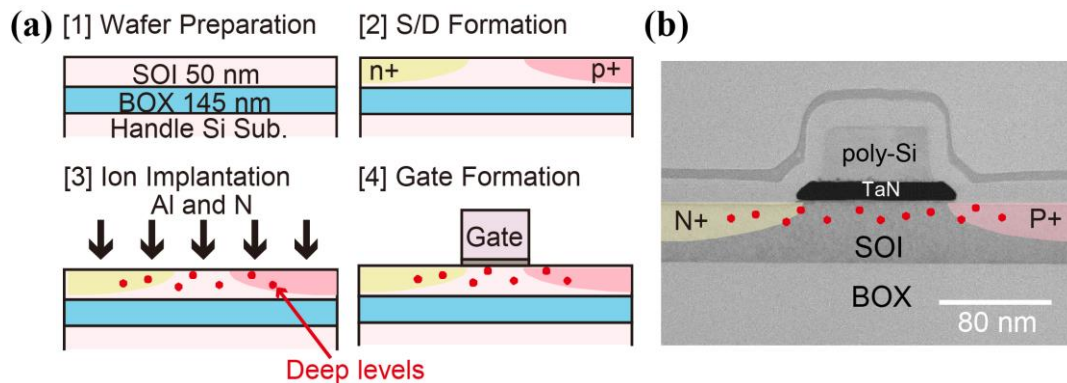 (a) [1] Wafer Preparation
SOI 50 nm
BOX 145 nm
Handle Si Sub.
[2] S/D Formation
n+ p+
[3] Ion Implantation
Al and N
Deep levels
[4] Gate Formation
Gate
(b)
poly-Si
TaN
N+ P+
SOI
BOX
80 nm